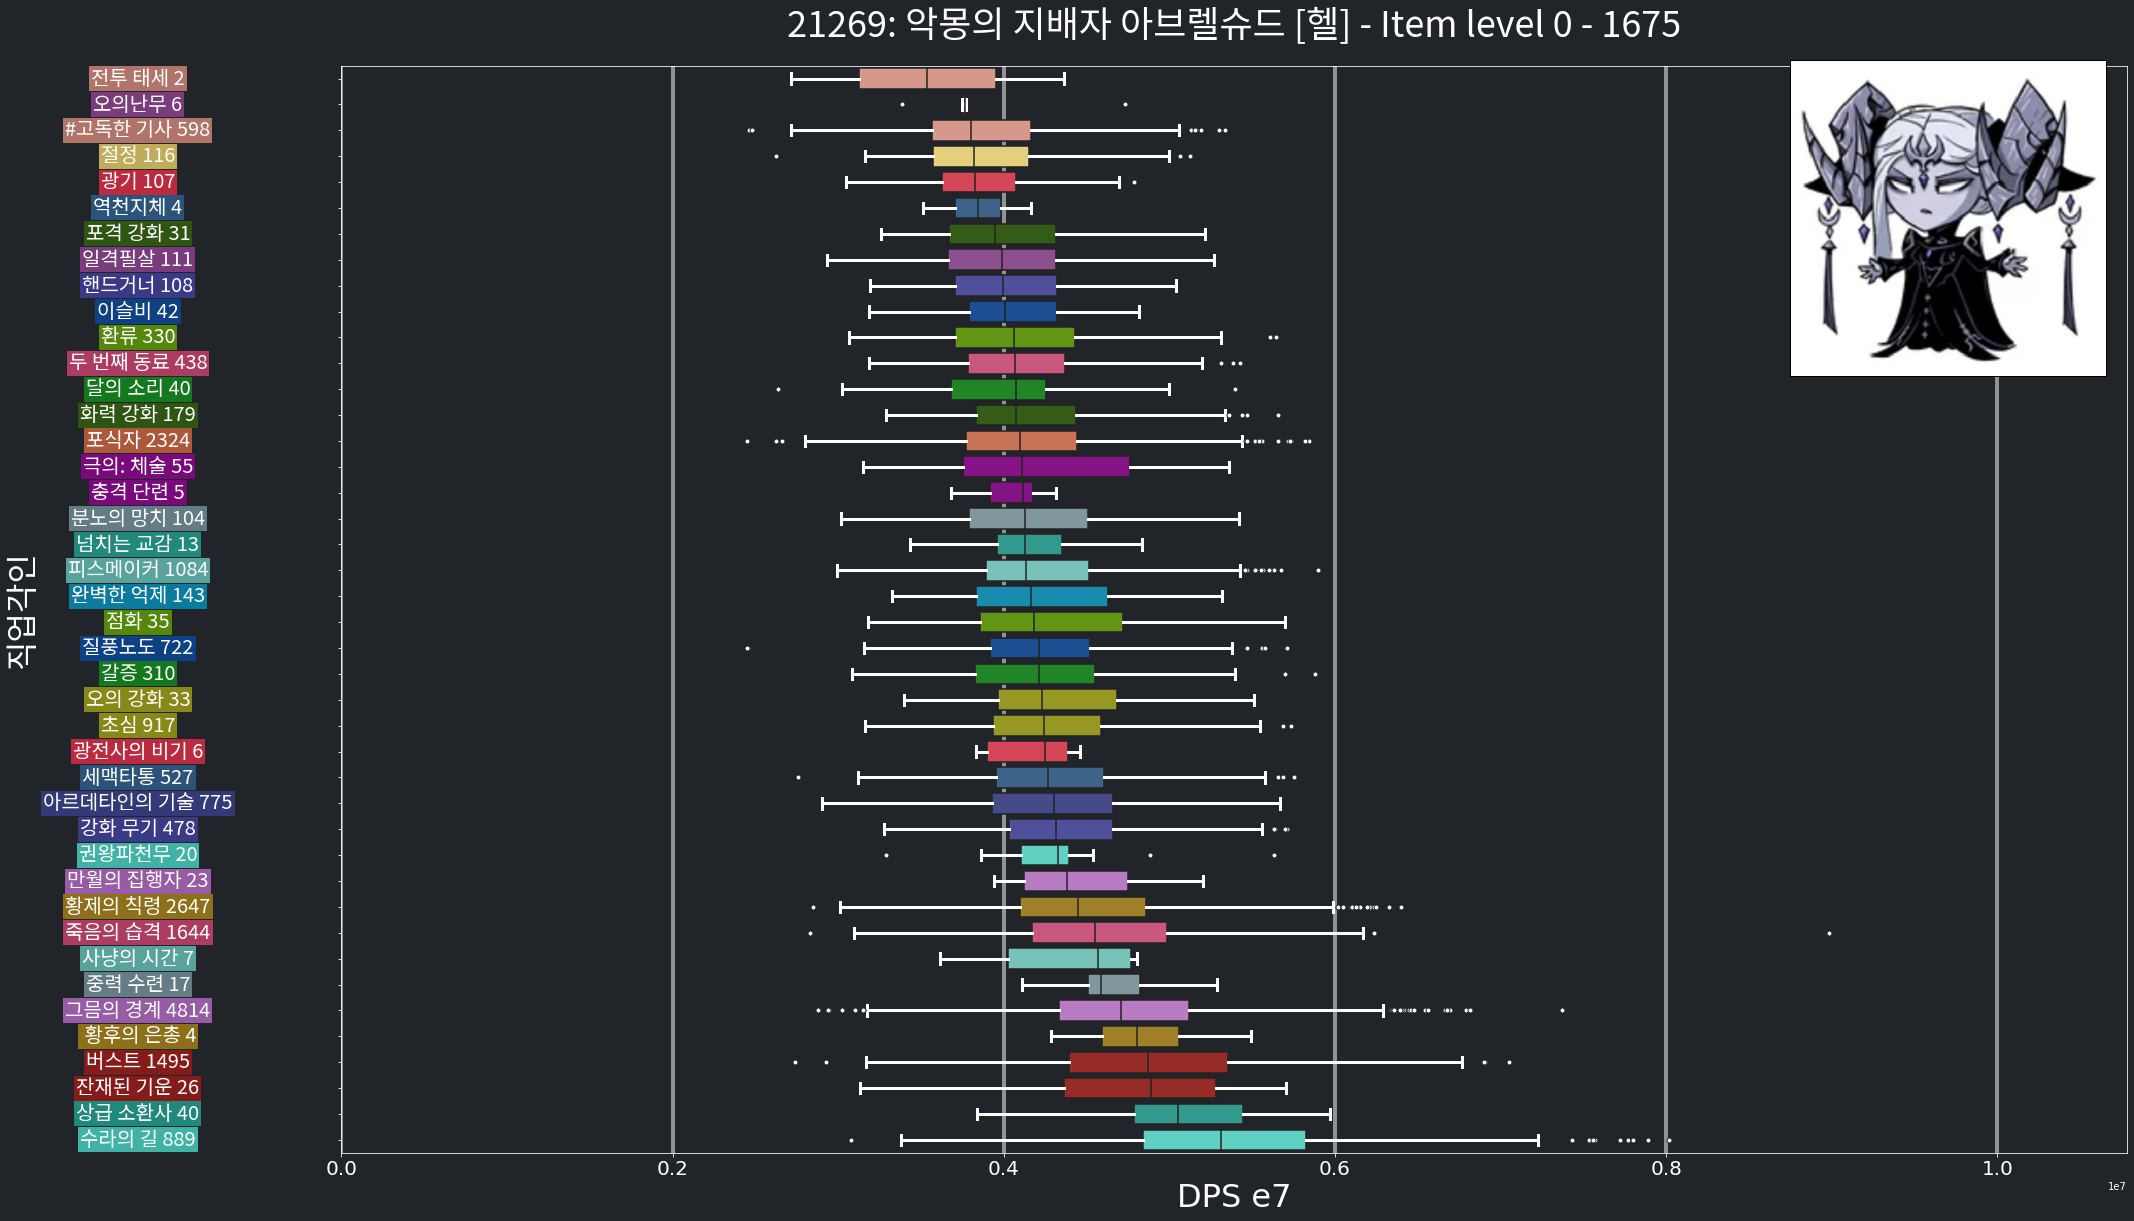 21269: 악몽의 지배자 아브렐슈드 [헬] - Item level 0 - 1675
직업각인
전투 태세 2
오의난무 6
#고독한 기사 598
절정 116
광기 107
역천지체 4
포격 강화 31
일격필살 111
핸드거너 108
이슬비 42
환류 330
두 번째 동료 438
달의 소리 40
화력 강화 179
포식자 2324
극의: 체술 55
충격 단련 5
분노의 망치 104
넘치는 교감 13
피스메이커 1084
완벽한 억제 143
점화 35
질풍노도 722
갈증 310
오의 강화 33
초심 917
광전사의 비기 6
세맥타통 527
아르데타인의 기술 775
강화 무기 478
권왕파천무 20
만월의 집행자 23
황제의 칙령 2647
죽음의 습격 1644
사냥의 시간 7
중력 수련 17
그믐의 경계 4814
황후의 은총 4
버스트 1495
잔재된 기운 26
상급 소환사 40
수라의 길 889
0.0 0.2 0.4 0.6 0.8 1.0
DPS e7
1e7